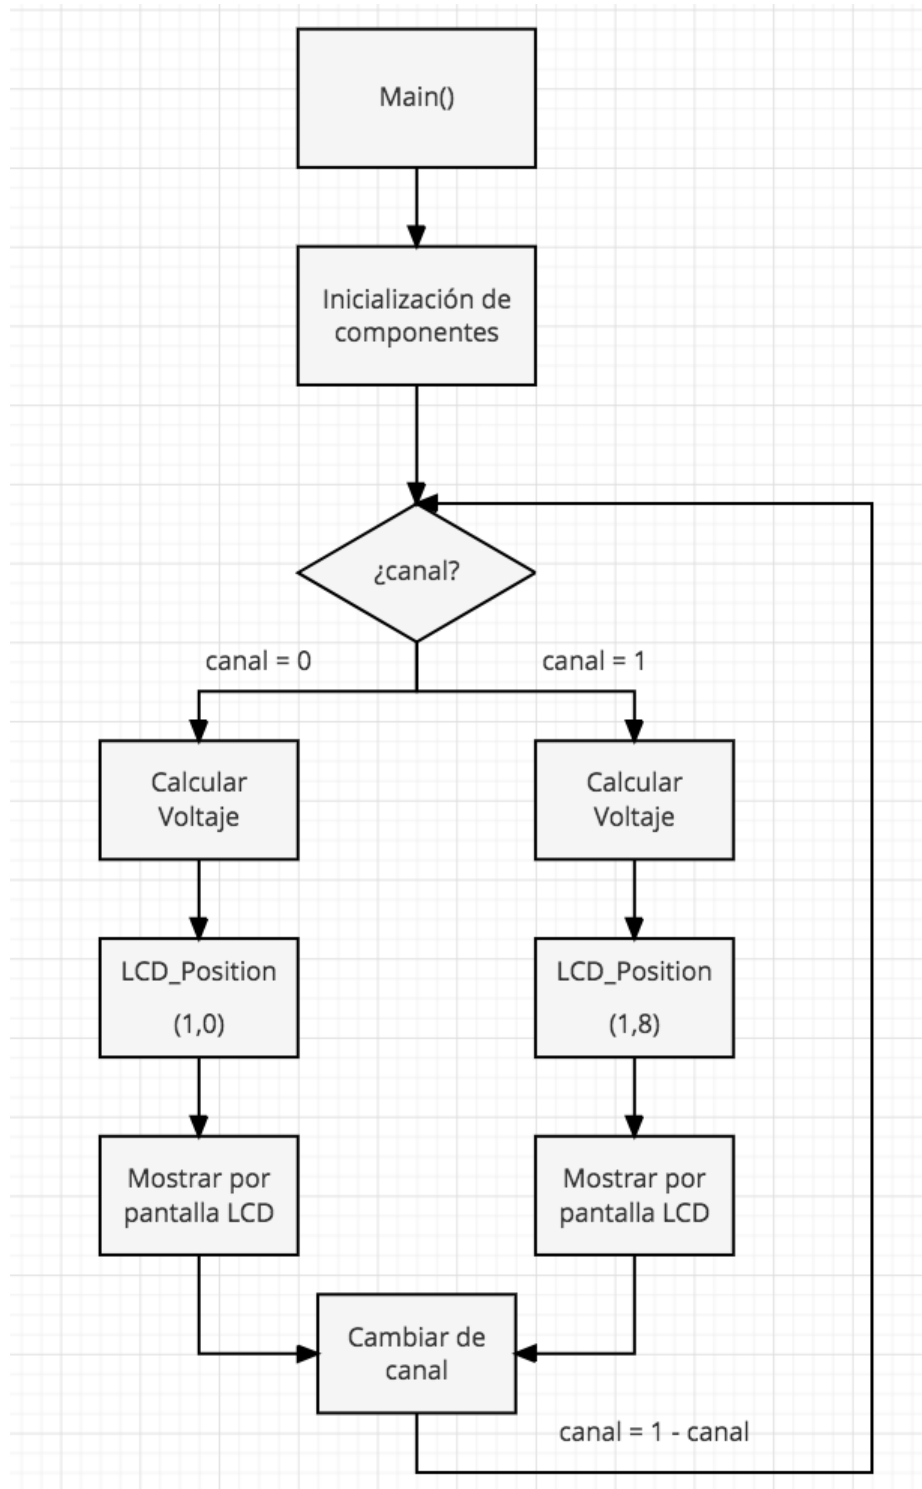 Main()
Inicialización de
componentes
¿canal?
canal = 0
canal = 1
Calcular
Voltaje
Calcular
Voltaje
LCD_Position
(1,0)
LCD_Position
(1,8)
Mostrar por
pantalla LCD
Mostrar por
pantalla LCD
Cambiar de
canal
canal = 1 - canal